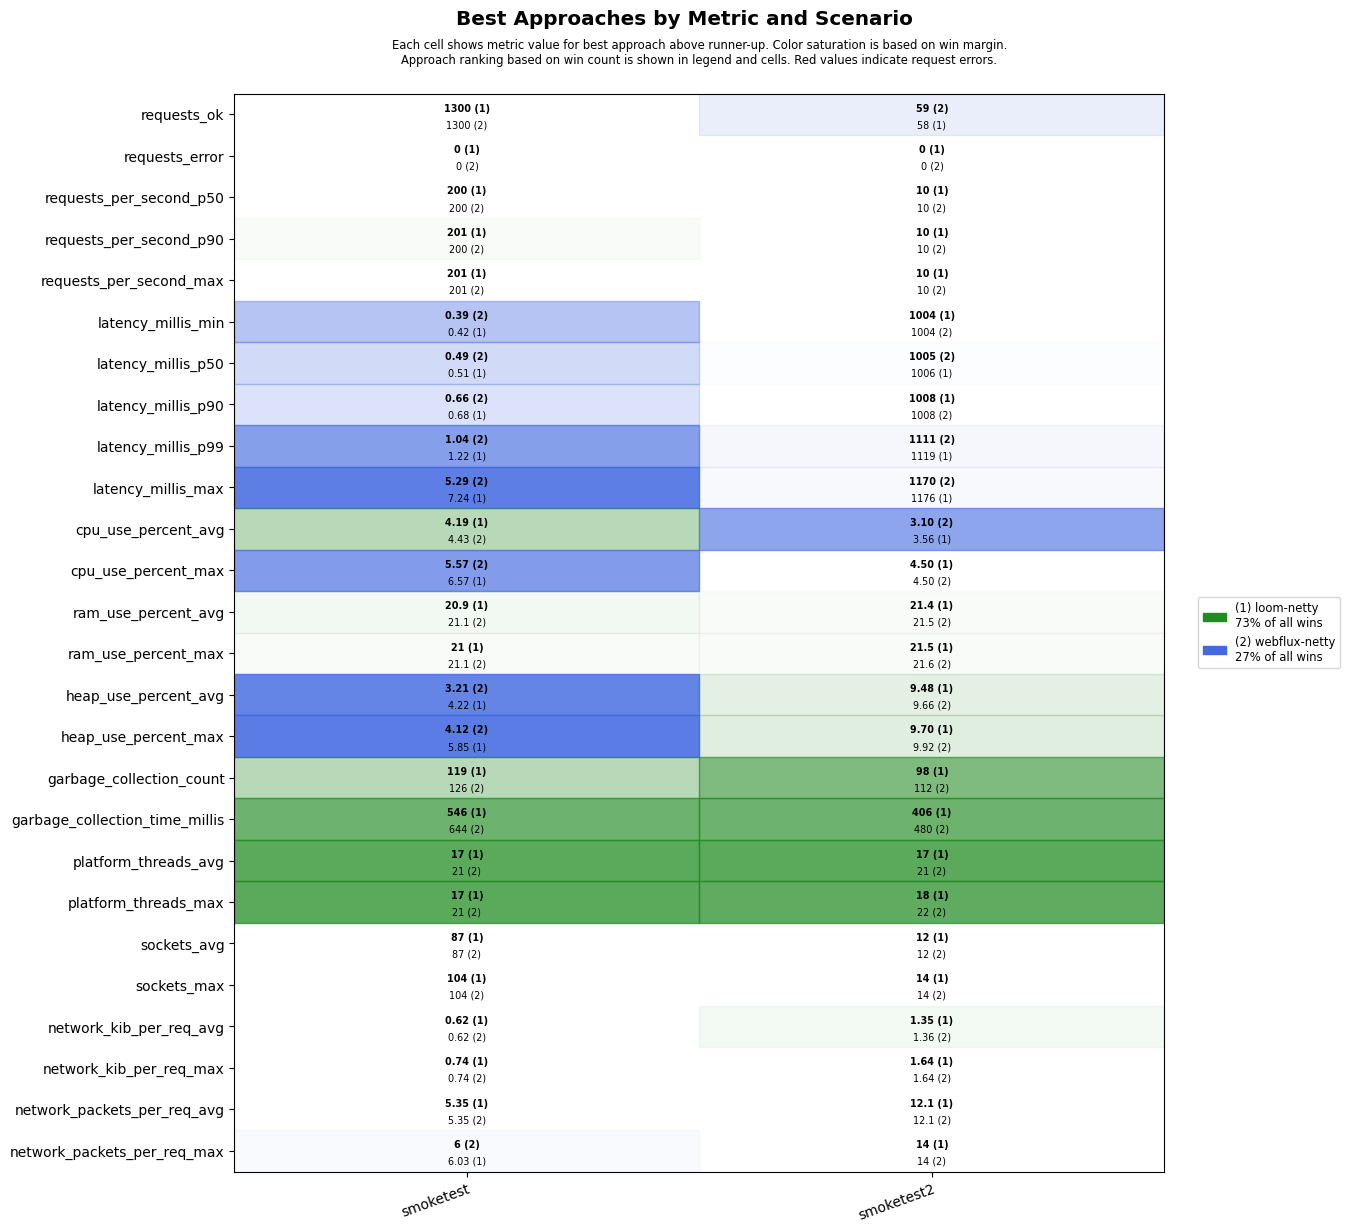 Best Approaches by Metric and Scenario
Each cell shows metric value for best approach above runner-up. Color saturation is based on win margin.
Approach ranking based on win count is shown in legend and cells. Red values indicate request errors.
requests_ok
1300 (1)
1300 (2)
59 (2)
58 (1)
requests_error
0 (1)
0 (2)
0 (1)
0 (2)
requests_per_second_p50
200 (1)
200 (2)
10 (1)
10 (2)
requests_per_second_p90
201 (1)
200 (2)
10 (1)
10 (2)
requests_per_second_max
201 (1)
201 (2)
10 (1)
10 (2)
latency_millis_min
0.39 (2)
0.42 (1)
1004 (1)
1004 (2)
latency_millis_p50
0.49 (2)
0.51 (1)
1005 (2)
1006 (1)
latency_millis_p90
0.66 (2)
0.68 (1)
1008 (1)
1008 (2)
latency_millis_p99
1.04 (2)
1.22 (1)
1111 (2)
1119 (1)
latency_millis_max
5.29 (2)
7.24 (1)
1170 (2)
1176 (1)
cpu_use_percent_avg
4.19 (1)
4.43 (2)
3.10 (2)
3.56 (1)
cpu_use_percent_max
5.57 (2)
6.57 (1)
4.50 (1)
4.50 (2)
ram_use_percent_avg
20.9 (1)
21.1 (2)
21.4 (1)
21.5 (2)
ram_use_percent_max
21 (1)
21.1 (2)
21.5 (1)
21.6 (2)
heap_use_percent_avg
3.21 (2)
4.22 (1)
9.48 (1)
9.66 (2)
heap_use_percent_max
4.12 (2)
5.85 (1)
9.70 (1)
9.92 (2)
garbage_collection_count
119 (1)
126 (2)
98 (1)
112 (2)
garbage_collection_time_millis
546 (1)
644 (2)
406 (1)
480 (2)
platform_threads_avg
17 (1)
21 (2)
17 (1)
21 (2)
platform_threads_max
17 (1)
21 (2)
18 (1)
22 (2)
sockets_avg
87 (1)
87 (2)
12 (1)
12 (2)
sockets_max
104 (1)
104 (2)
14 (1)
14 (2)
network_kib_per_req_avg
0.62 (1)
0.62 (2)
1.35 (1)
1.36 (2)
network_kib_per_req_max
0.74 (1)
0.74 (2)
1.64 (1)
1.64 (2)
network_packets_per_req_avg
5.35 (1)
5.35 (2)
12.1 (1)
12.1 (2)
network_packets_per_req_max
6 (2)
6.03 (1)
14 (1)
14 (2)
smoketest
smoketest2
(1) loom-netty
73% of all wins
(2) webflux-netty
27% of all wins